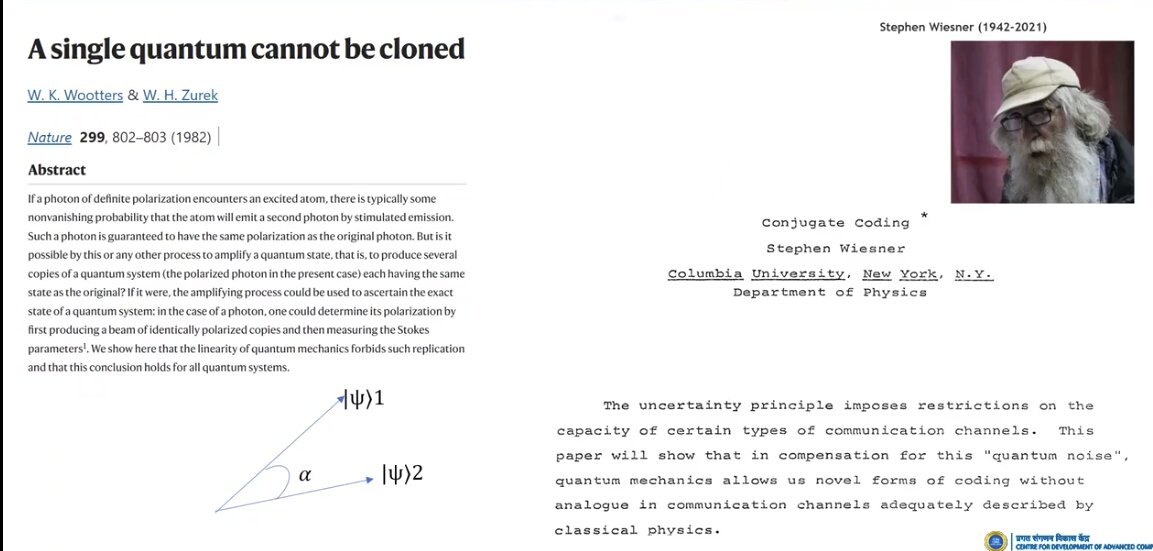 A single quantum cannot be cloned
W. K. Wootters & W. H. Zurek
Nature 299, 802–803 (1982)
Abstract
If a photon of definite polarization encounters an excited atom, there is typically some
nonvanishing probability that the atom will emit a second photon by stimulated emission.
Such a photon is guaranteed to have the same polarization as the original photon. But is it
possible by this or any other process to amplify a quantum state, that is, to produce several
copies of a quantum system (the polarized photon in the present case) each having the same
state as the original? If it were, the amplifying process could be used to ascertain the exact
state of a quantum system: in the case of a photon, one could determine its polarization by
first producing a beam of identically polarized copies and then measuring the Stokes
parameters¹. We show here that the linearity of quantum mechanics forbids such replication
and that this conclusion holds for all quantum systems.
|ψ⟩1
α
|ψ⟩2
Stephen Wiesner (1942-2021)
Conjugate Coding *
Stephen Wiesner
Columbia University, New York, N.Y.
Department of Physics
The uncertainty principle imposes restrictions on the
capacity of certain types of communication channels. This
paper will show that in compensation for this "quantum noise",
quantum mechanics allows us novel forms of coding without
analogue in communication channels adequately described by
classical physics.
प्रगत संगणन विकास केंद्र
CENTRE FOR DEVELOPMENT OF ADVANCED COMP